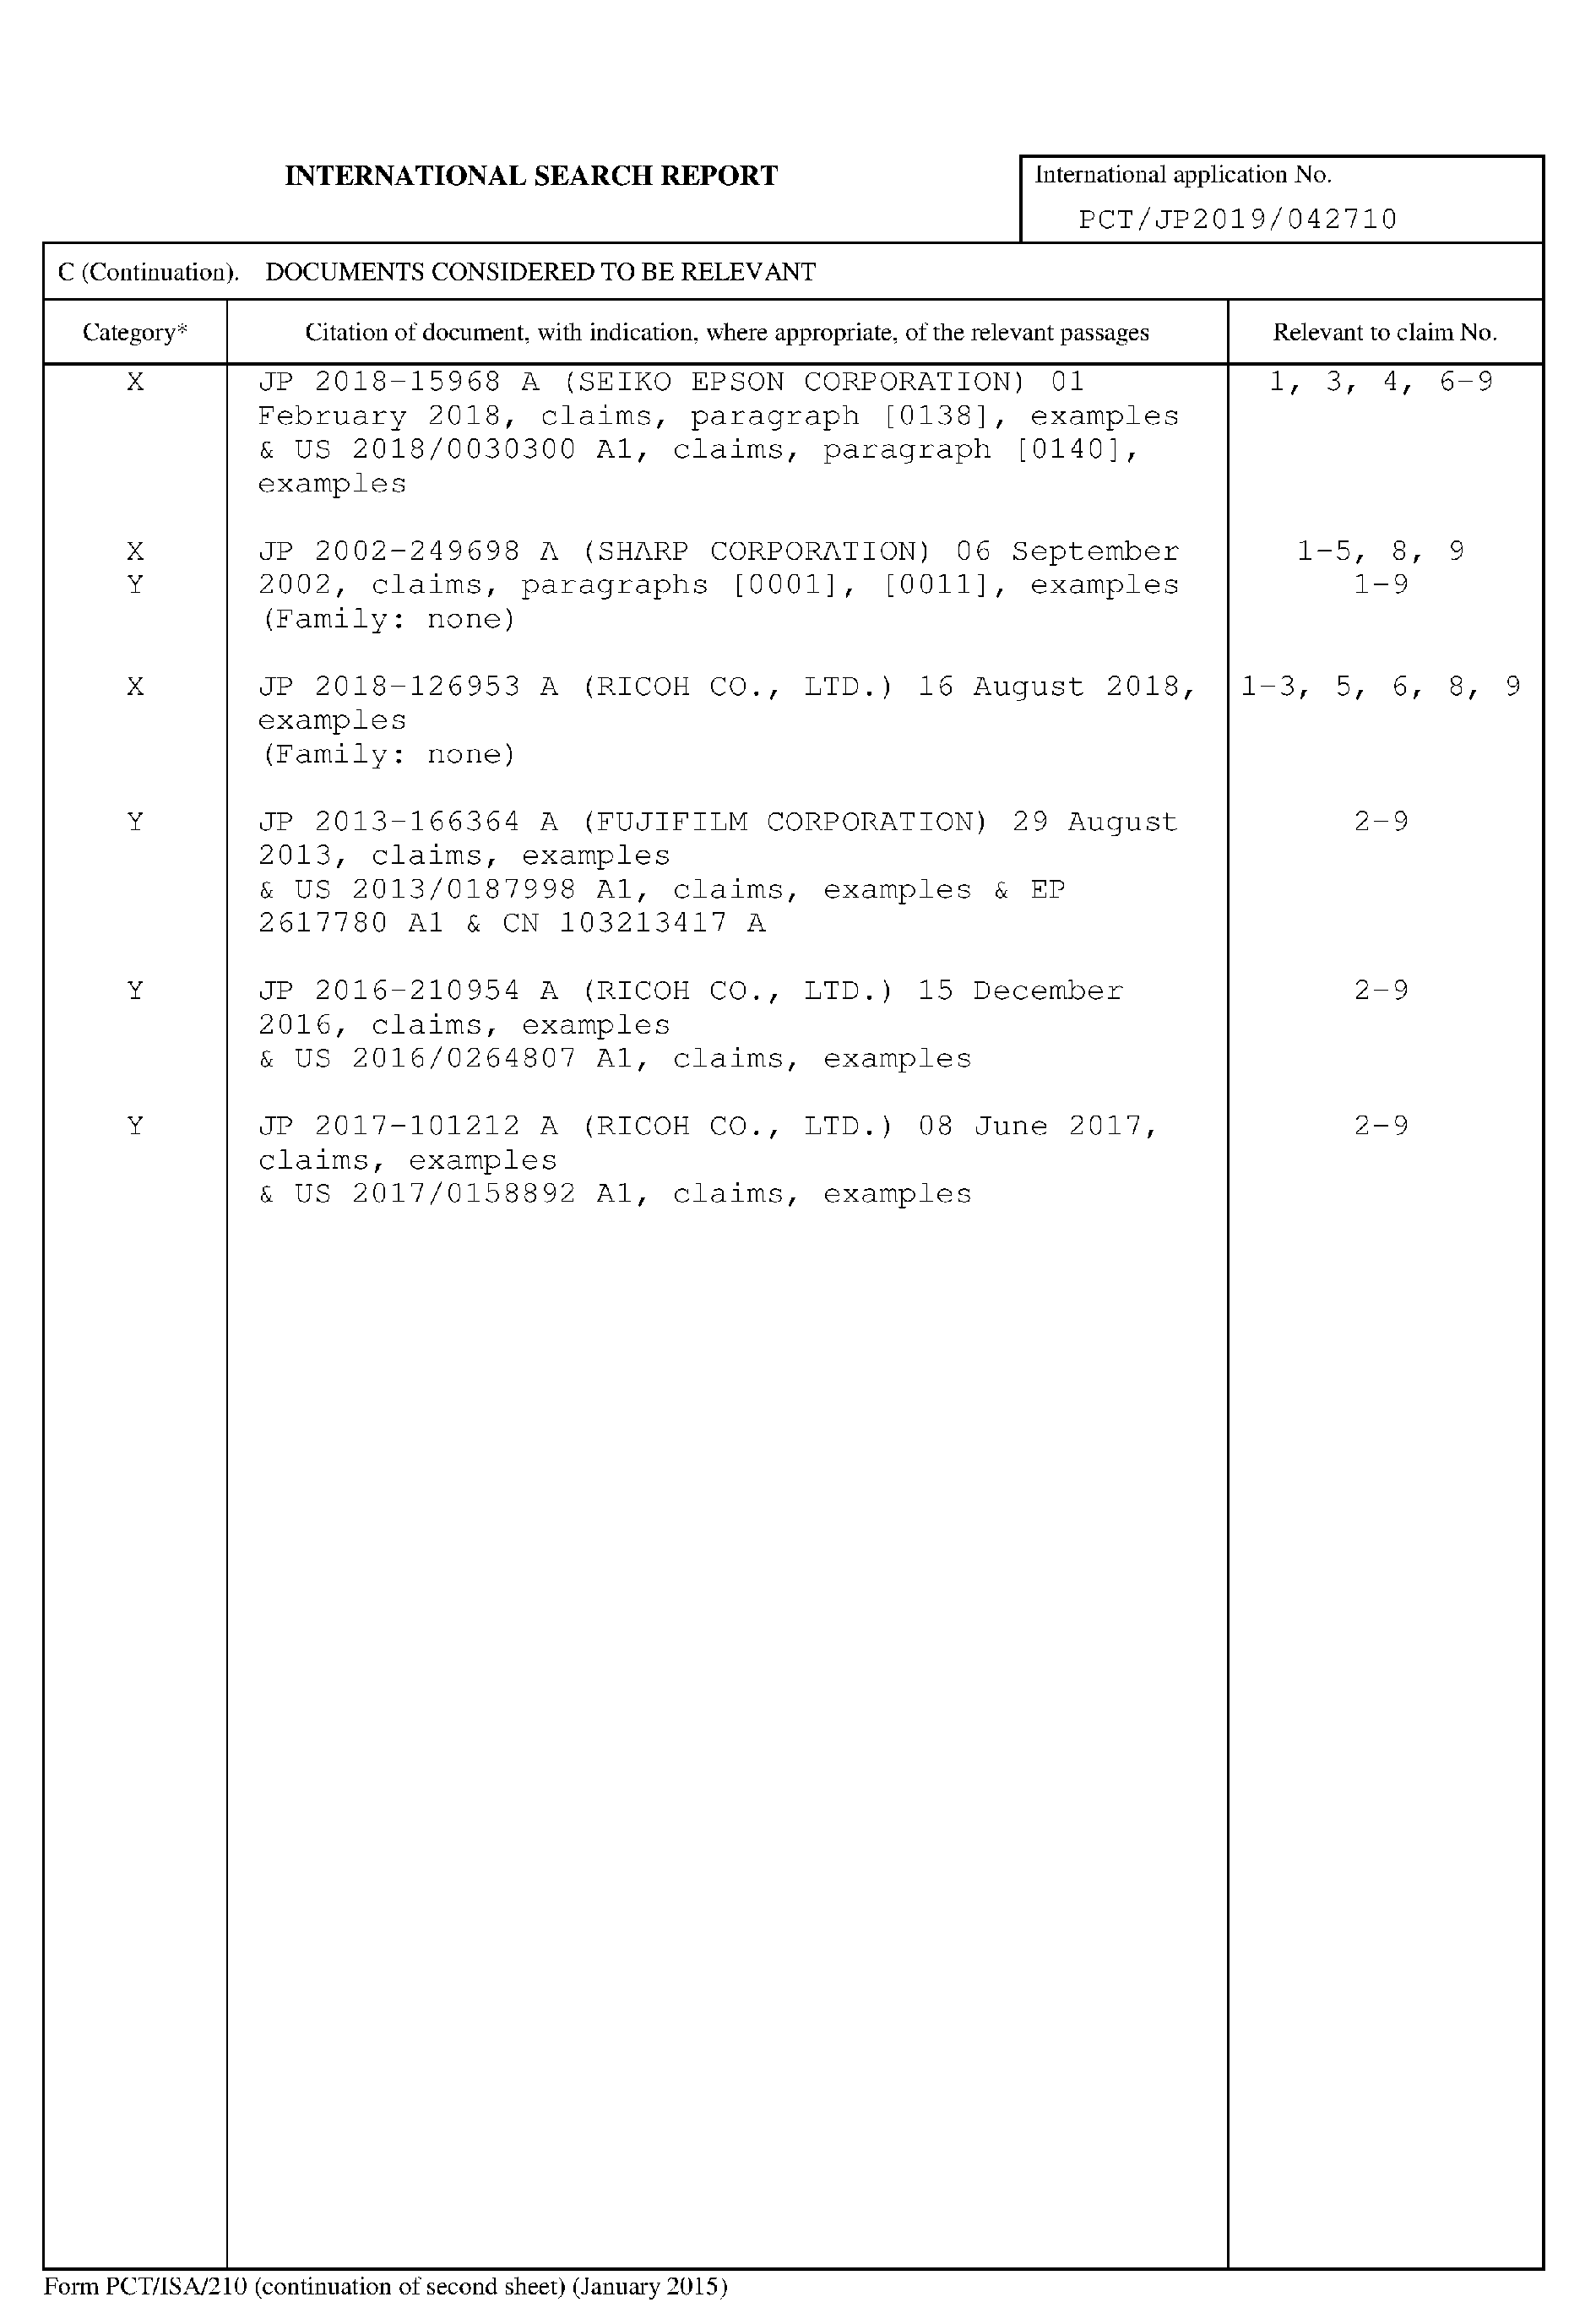 INTERNATIONAL SEARCH REPORT
International application No.
PCT/JP2019/042710
C (Continuation). DOCUMENTS CONSIDERED TO BE RELEVANT
Category* Citation of document, with indication, where appropriate, of the relevant passages Relevant to claim No.
X JP 2018-15968 A (SEIKO EPSON CORPORATION) 01 1, 3, 4, 6-9
February 2018, claims, paragraph [0138], examples
& US 2018/0030300 A1, claims, paragraph [0140],
examples
X JP 2002-249698 A (SHARP CORPORATION) 06 September 1-5, 8, 9
Y 2002, claims, paragraphs [0001], [0011], examples 1-9
(Family: none)
X JP 2018-126953 A (RICOH CO., LTD.) 16 August 2018, 1-3, 5, 6, 8, 9
examples
(Family: none)
Y JP 2013-166364 A (FUJIFILM CORPORATION) 29 August 2-9
2013, claims, examples
& US 2013/0187998 A1, claims, examples & EP
2617780 A1 & CN 103213417 A
Y JP 2016-210954 A (RICOH CO., LTD.) 15 December 2-9
2016, claims, examples
& US 2016/0264807 A1, claims, examples
Y JP 2017-101212 A (RICOH CO., LTD.) 08 June 2017, 2-9
claims, examples
& US 2017/0158892 A1, claims, examples
Form PCT/ISA/210 (continuation of second sheet) (January 2015)